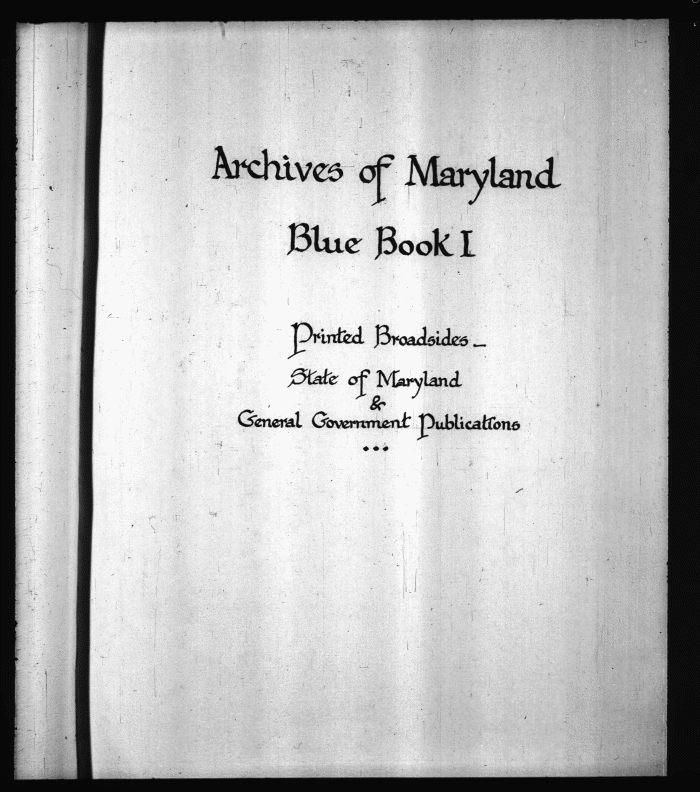 Archives of Maryland
Blue Book I
Printed Broadsides –
State of Maryland
&
General Government Publications
...